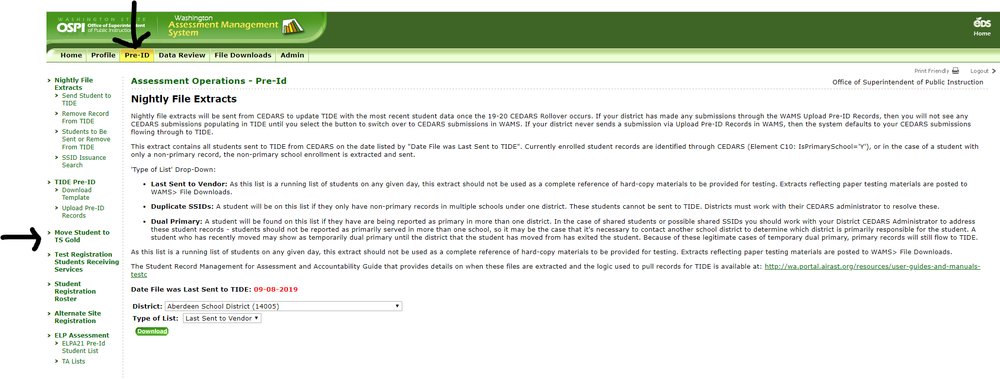 WASHINGTON STATE
OSPI Office of Superintendent
of Public Instruction
Washington
Assessment Management
System
eDS
Home
Home Profile Pre-ID Data Review File Downloads Admin
Print Friendly Logout
Nightly File
Extracts
Send Student to
TIDE
Remove Record
From TIDE
Students to Be
Sent or Remove
From TIDE
SSID Issuance
Search
TIDE Pre-ID
Download
Template
Upload Pre-ID
Records
Move Student to
TS Gold
Test Registration
Students Receiving
Services
Student
Registration
Roster
Alternate Site
Registration
ELP Assessment
ELPA21 Pre-Id
Student List
TA Lists
Assessment Operations - Pre-Id
Office of Superintendent of Public Instruction
Nightly File Extracts
Nightly file extracts will be sent from CEDARS to update TIDE with the most recent student data once the 19-20 CEDARS Rollover occurs. If your district has made any submissions through the WAMS Upload Pre-ID Records, then you will not see any
CEDARS submissions populating in TIDE until you select the button to switch over to CEDARS submissions in WAMS. If your district never sends a submission via Upload Pre-ID Records in WAMS, then the system defaults to your CEDARS submissions
flowing through to TIDE.
This extract contains all students sent to TIDE from CEDARS on the date listed by "Date File was Last Sent to TIDE". Currently enrolled student records are identified through CEDARS (Element C10: IsPrimarySchool='Y'), or in the case of a student with
only a non-primary record, the non-primary school enrollment is extracted and sent.
'Type of List' Drop-Down:
• Last Sent to Vendor: As this list is a running list of students on any given day, this extract should not be used as a complete reference of hard-copy materials to be provided for testing. Extracts reflecting paper testing materials are posted to
WAMS> File Downloads.
• Duplicate SSIDs: A student will be on this list if they only have non-primary records in multiple schools under one district. These students cannot be sent to TIDE. Districts must work with their CEDARS administrator to resolve these.
• Dual Primary: A student will be found on this list if they have are being reported as primary in more than one district. In the case of shared students or possible shared SSIDs you should work with your District CEDARS Administrator to address
these student records - students should not be reported as primarily served in more than one school, so it may be the case that it's necessary to contact another school district to determine which district is primarily responsible for the student. A
student who has recently moved may show as temporarily dual primary until the district that the student has moved from has exited the student. Because of these legitimate cases of temporary dual primary, primary records will still flow to TIDE.
As this list is a running list of students on any given day, this extract should not be used as a complete reference of hard-copy materials to be provided for testing. Extracts reflecting paper testing materials are posted to WAMS> File Downloads.
The Student Record Management for Assessment and Accountability Guide that provides details on when these files are extracted and the logic used to pull records for TIDE is available at: http://wa.portal.airast.org/resources/user-guides-and-manuals-
testc
Date File was Last Sent to TIDE: 09-08-2019
District: Aberdeen School District (14005)
Type of List: Last Sent to Vendor
Download